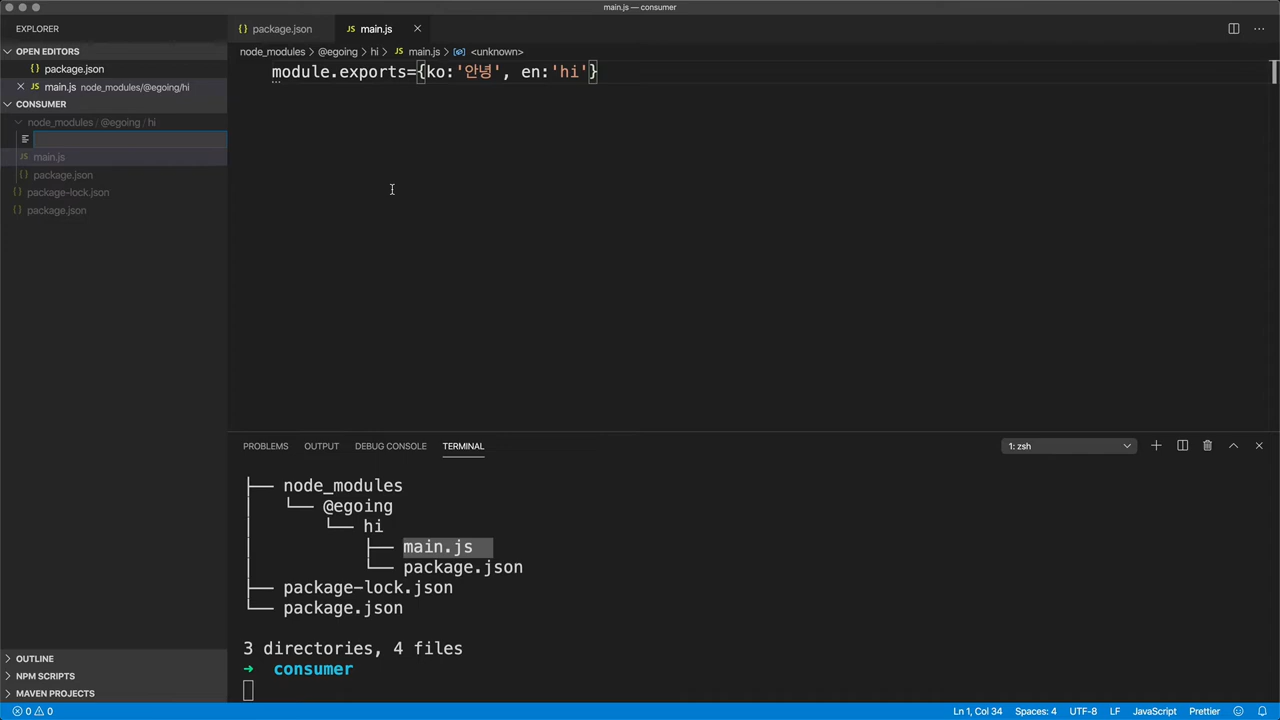 main.js — consumer
EXPLORER
OPEN EDITORS
package.json
main.js node_modules/@egoing/hi
CONSUMER
node_modules / @egoing / hi
main.js
package.json
package-lock.json
package.json
OUTLINE
NPM SCRIPTS
MAVEN PROJECTS
package.json
main.js
node_modules > @egoing > hi > main.js > <unknown>
module.exports={ko:'안녕', en:'hi'}
PROBLEMS OUTPUT DEBUG CONSOLE TERMINAL 1: zsh
├── node_modules
│   └── @egoing
│       └── hi
│           ├── main.js
│           └── package.json
├── package-lock.json
└── package.json
3 directories, 4 files
➜ consumer
0 0 Ln 1, Col 34 Spaces: 4 UTF-8 LF JavaScript Prettier